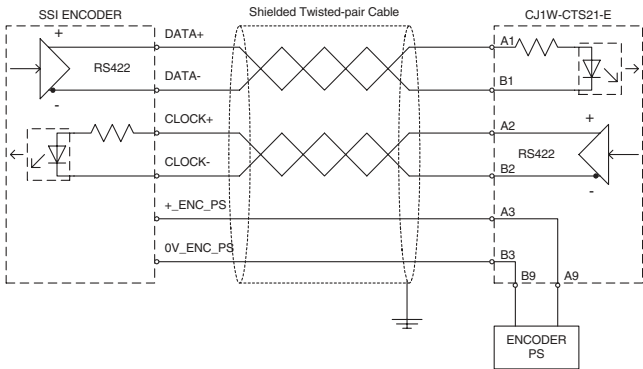 SSI ENCODER
Shielded Twisted-pair Cable
CJ1W-CTS21-E
+
RS422
-
DATA+
DATA-
A1
B1
CLOCK+
CLOCK-
A2
B2
+
RS422
-
+_ENC_PS
A3
0V_ENC_PS
B3
B9
A9
ENCODER
PS